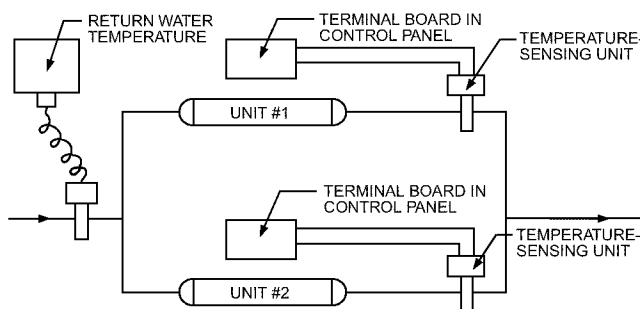 RETURN WATER
TEMPERATURE
TERMINAL BOARD IN
CONTROL PANEL
TEMPERATURE-
SENSING UNIT
UNIT #1
TERMINAL BOARD IN
CONTROL PANEL
TEMPERATURE-
SENSING UNIT
UNIT #2